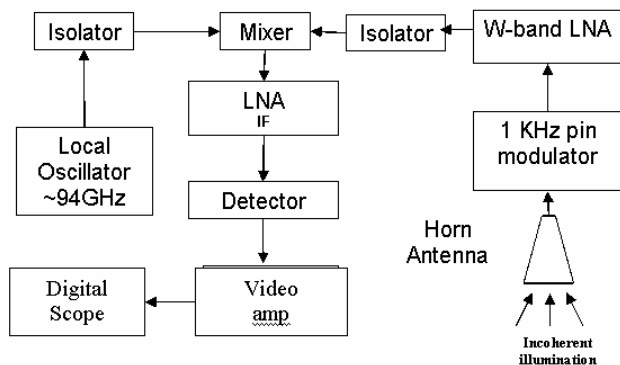 Isolator
Mixer
Isolator
W-band LNA
LNA
IF
Local
Oscillator
~94GHz
1 KHz pin
modulator
Detector
Horn
Antenna
Digital
Scope
Video
amp
Incoherent
illumination